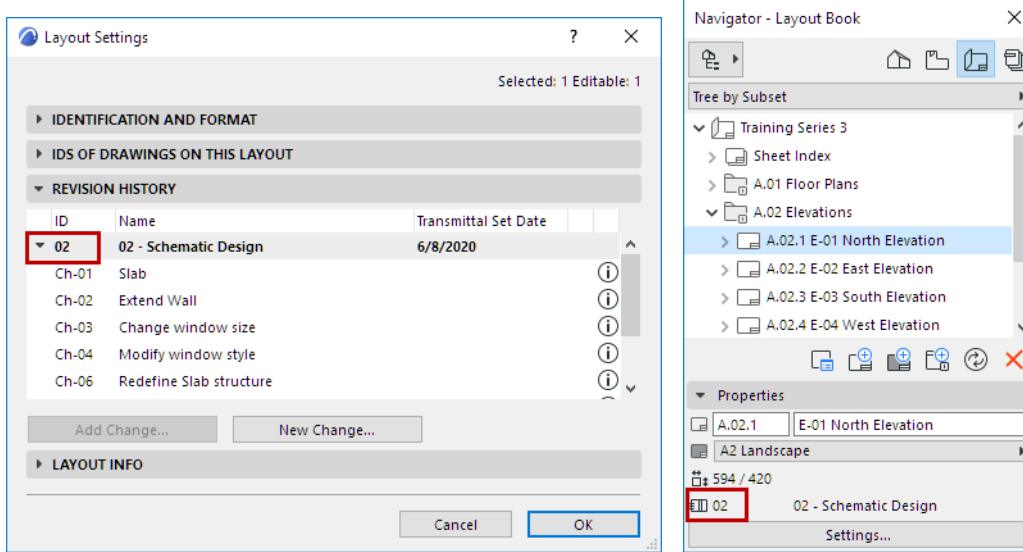 Layout Settings
?
Selected: 1 Editable: 1
IDENTIFICATION AND FORMAT
IDS OF DRAWINGS ON THIS LAYOUT
REVISION HISTORY
ID Name Transmittal Set Date
02 02 - Schematic Design 6/8/2020
Ch-01 Slab
Ch-02 Extend Wall
Ch-03 Change window size
Ch-04 Modify window style
Ch-06 Redefine Slab structure
Add Change... New Change...
LAYOUT INFO
Cancel OK
Navigator - Layout Book
Tree by Subset
Training Series 3
Sheet Index
A.01 Floor Plans
A.02 Elevations
A.02.1 E-01 North Elevation
A.02.2 E-02 East Elevation
A.02.3 E-03 South Elevation
A.02.4 E-04 West Elevation
Properties
A.02.1 E-01 North Elevation
A2 Landscape
594 / 420
02 02 - Schematic Design
Settings...